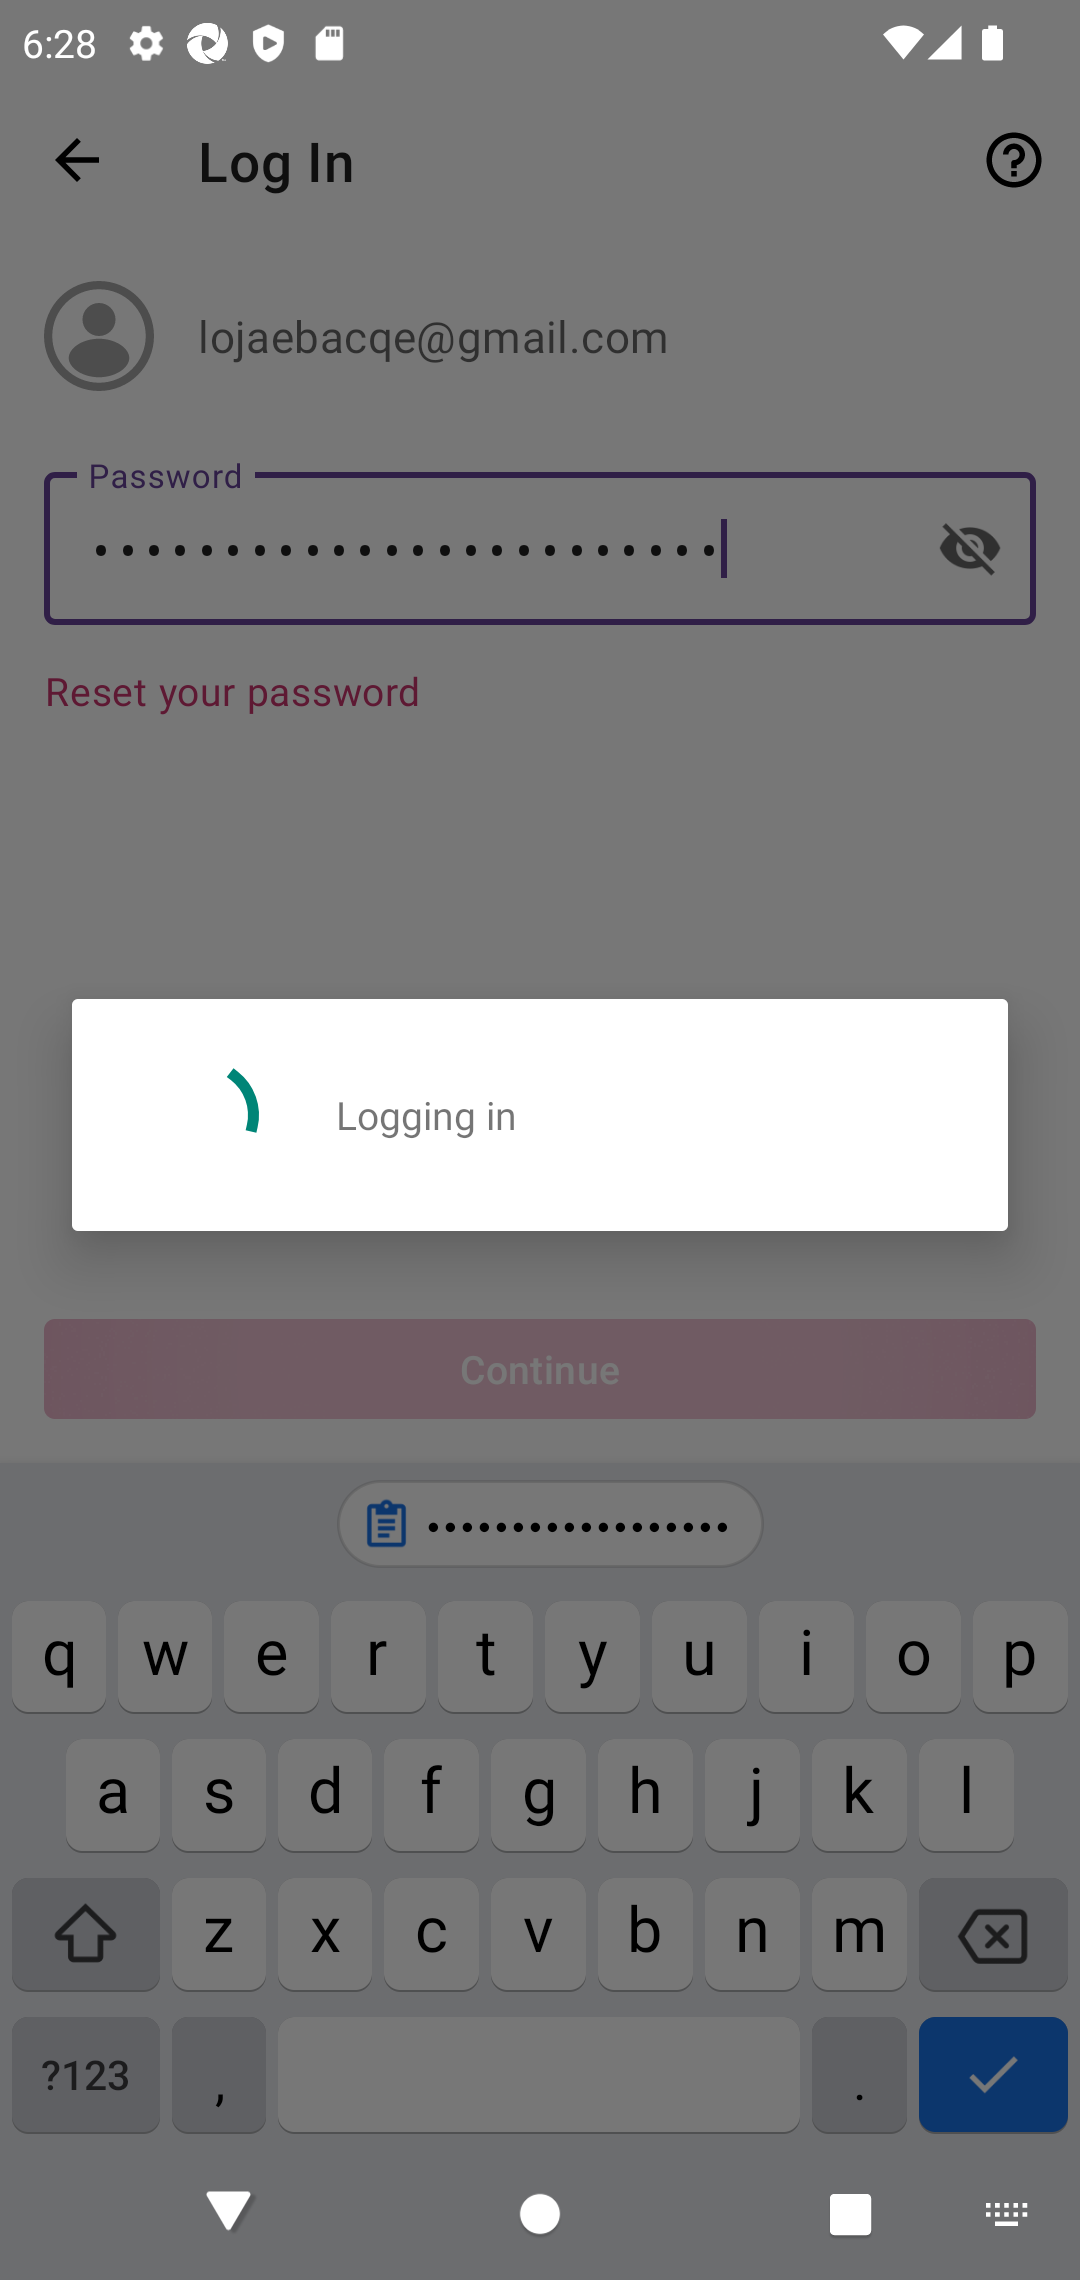 6:28
Log In
lojaebacqe@gmail.com
Password
•••••••••••••••••••••••••
Reset your password
Logging in
Continue
••••••••••••••••••
q w e r t y u i o p
a s d f g h j k l
z x c v b n m
?123 , .